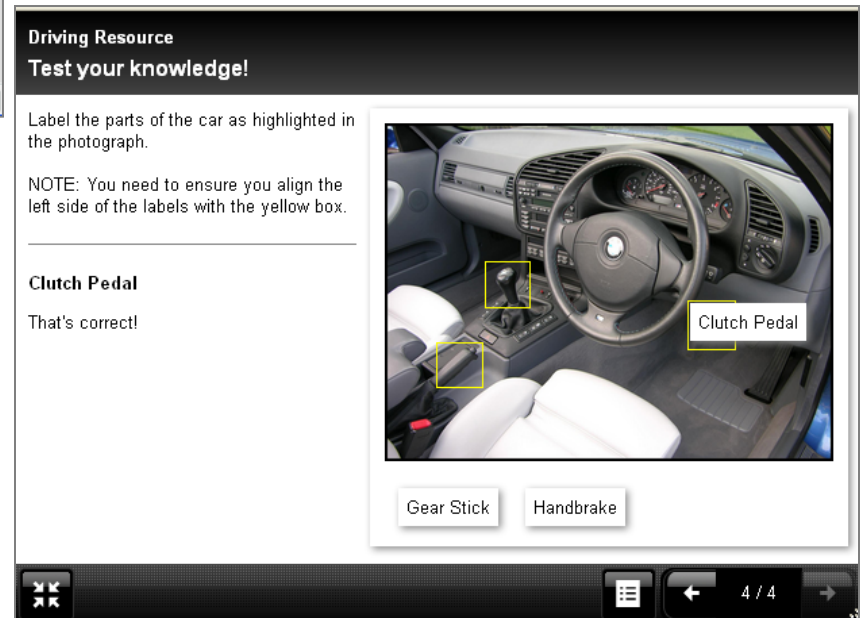 Driving Resource
Test your knowledge!
Label the parts of the car as highlighted in
the photograph.
NOTE: You need to ensure you align the
left side of the labels with the yellow box.
Clutch Pedal
That's correct!
Clutch Pedal
Gear Stick
Handbrake
4 / 4